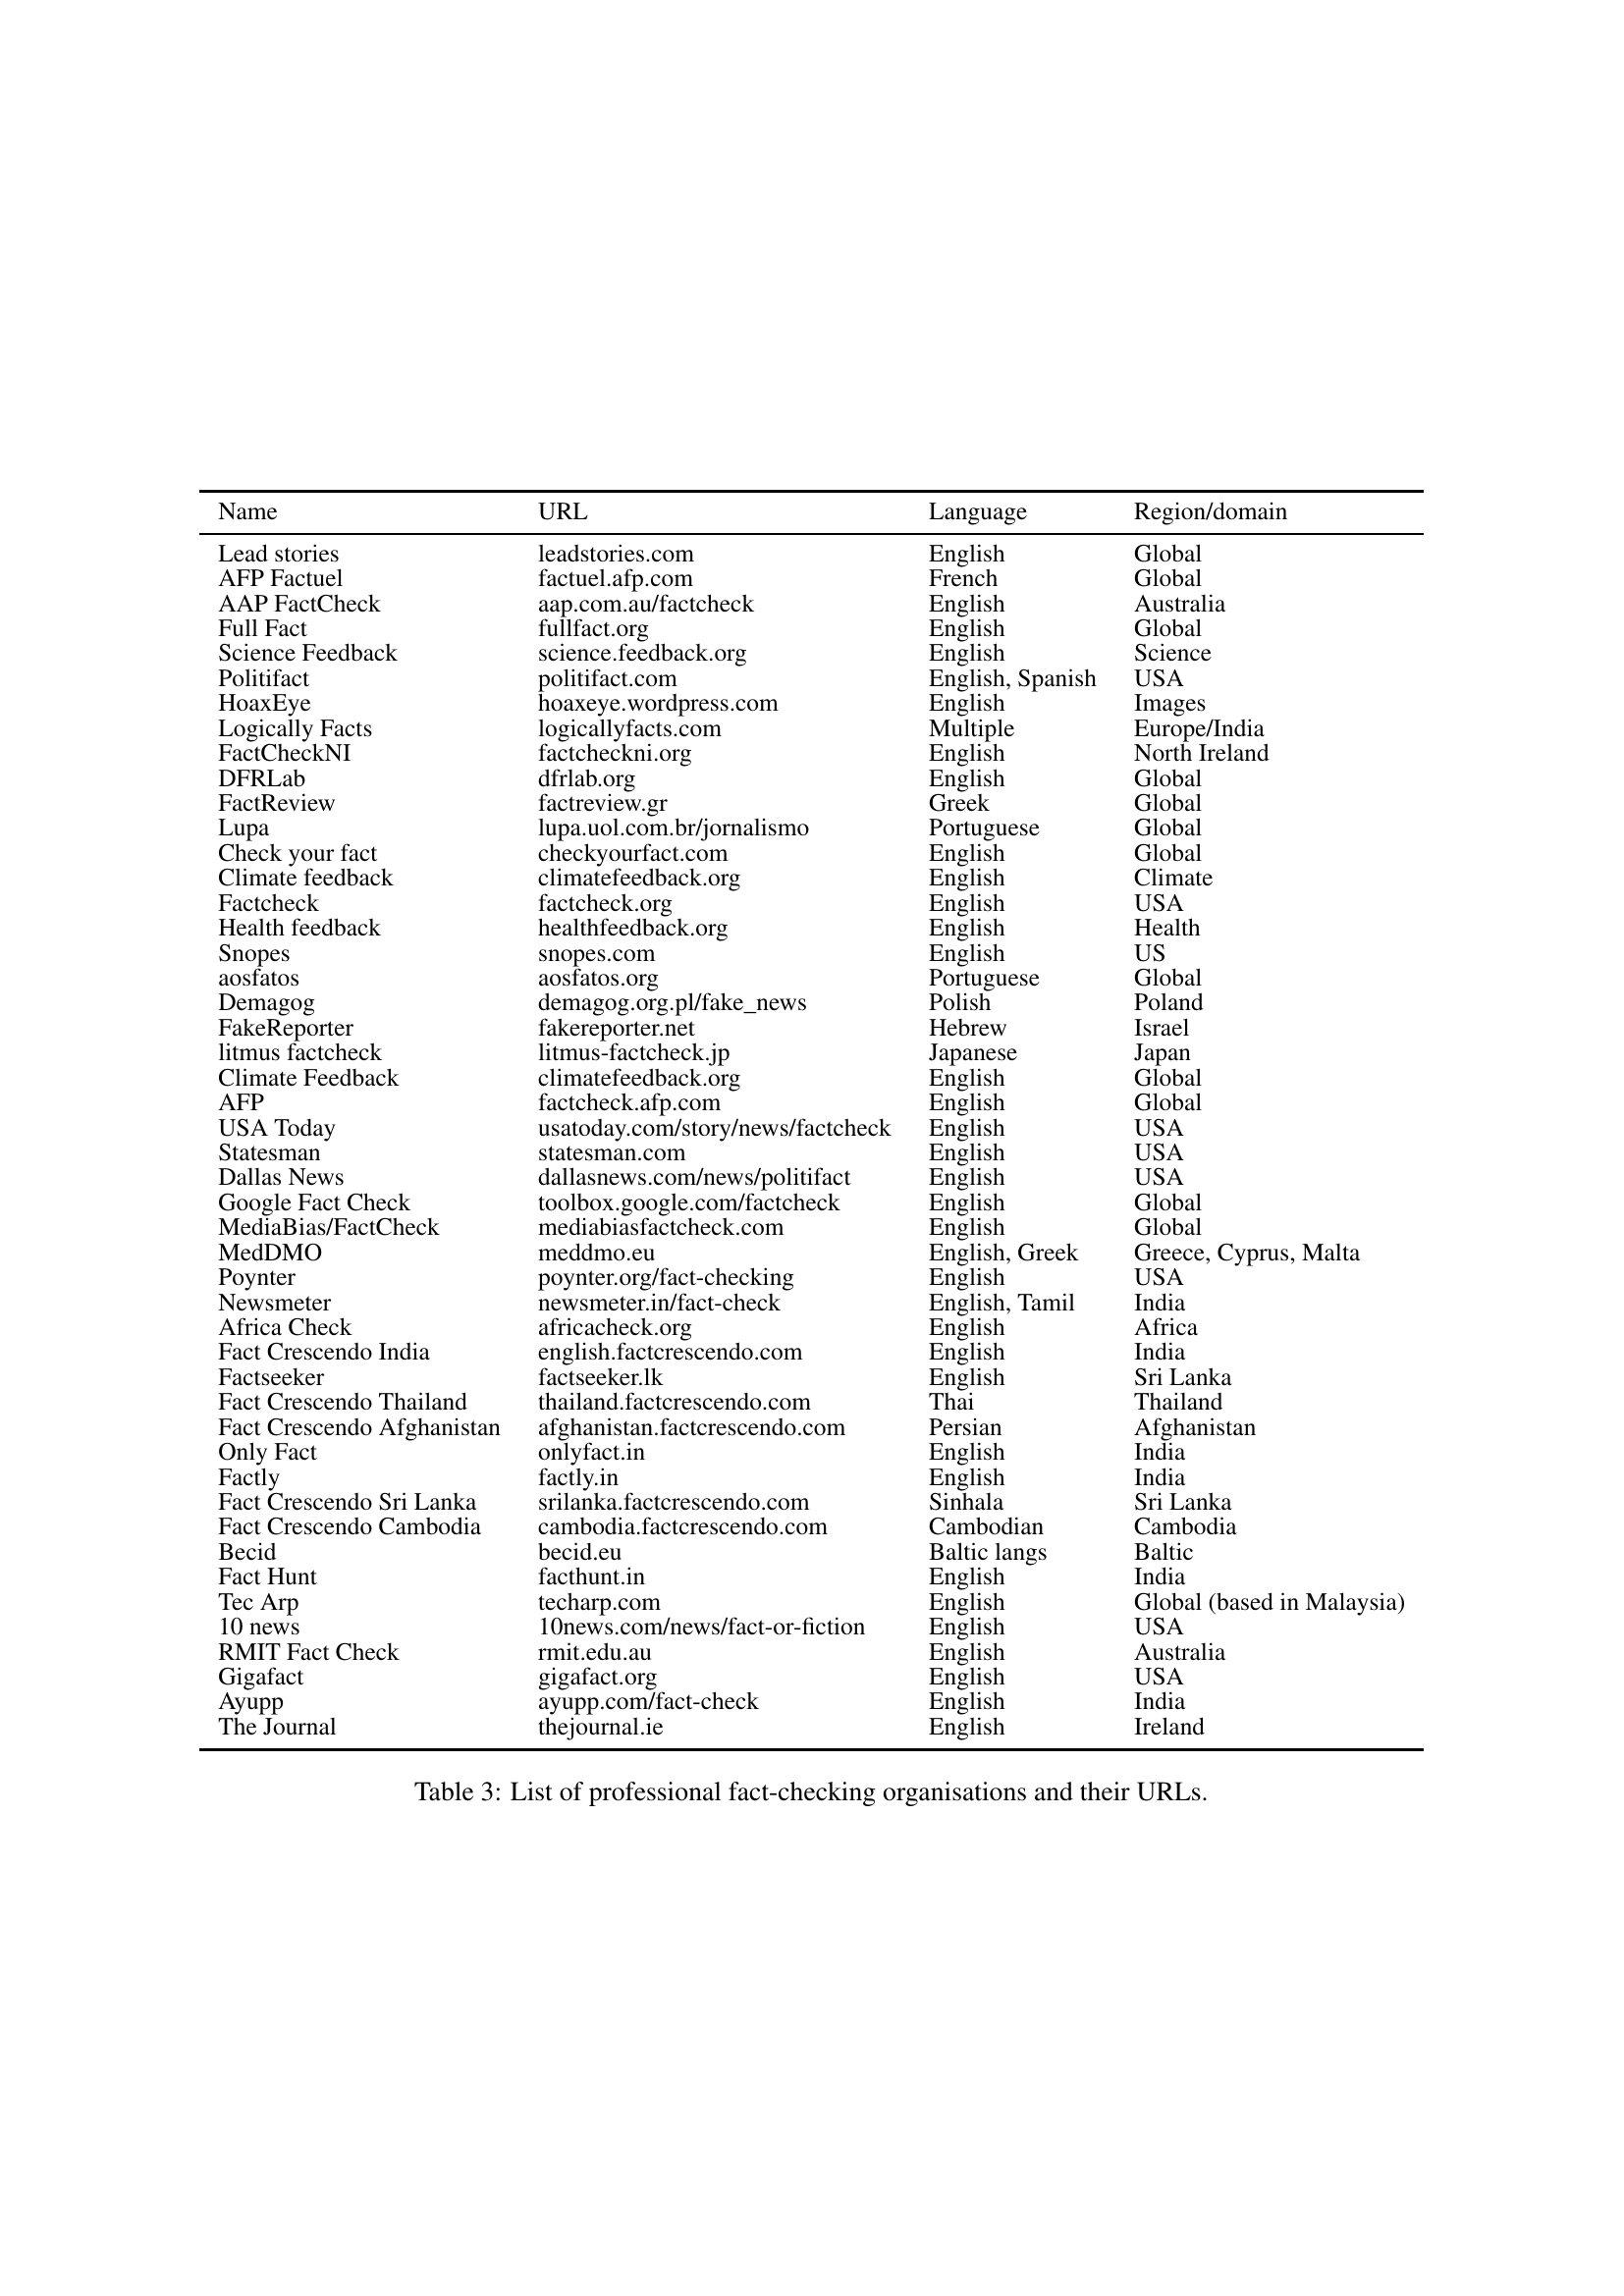 Name URL Language Region/domain
Lead stories leadstories.com English Global
AFP Factuel factuel.afp.com French Global
AAP FactCheck aap.com.au/factcheck English Australia
Full Fact fullfact.org English Global
Science Feedback science.feedback.org English Science
Politifact politifact.com English, Spanish USA
HoaxEye hoaxeye.wordpress.com English Images
Logically Facts logicallyfacts.com Multiple Europe/India
FactCheckNI factcheckni.org English North Ireland
DFRLab dfrlab.org English Global
FactReview factreview.gr Greek Global
Lupa lupa.uol.com.br/jornalismo Portuguese Global
Check your fact checkyourfact.com English Global
Climate feedback climatefeedback.org English Climate
Factcheck factcheck.org English USA
Health feedback healthfeedback.org English Health
Snopes snopes.com English US
aosfatos aosfatos.org Portuguese Global
Demagog demagog.org.pl/fake_news Polish Poland
FakeReporter fakereporter.net Hebrew Israel
litmus factcheck litmus-factcheck.jp Japanese Japan
Climate Feedback climatefeedback.org English Global
AFP factcheck.afp.com English Global
USA Today usatoday.com/story/news/factcheck English USA
Statesman statesman.com English USA
Dallas News dallasnews.com/news/politifact English USA
Google Fact Check toolbox.google.com/factcheck English Global
MediaBias/FactCheck mediabiasfactcheck.com English Global
MedDMO meddmo.eu English, Greek Greece, Cyprus, Malta
Poynter poynter.org/fact-checking English USA
Newsmeter newsmeter.in/fact-check English, Tamil India
Africa Check africacheck.org English Africa
Fact Crescendo India english.factcrescendo.com English India
Factseeker factseeker.lk English Sri Lanka
Fact Crescendo Thailand thailand.factcrescendo.com Thai Thailand
Fact Crescendo Afghanistan afghanistan.factcrescendo.com Persian Afghanistan
Only Fact onlyfact.in English India
Factly factly.in English India
Fact Crescendo Sri Lanka srilanka.factcrescendo.com Sinhala Sri Lanka
Fact Crescendo Cambodia cambodia.factcrescendo.com Cambodian Cambodia
Becid becid.eu Baltic langs Baltic
Fact Hunt facthunt.in English India
Tec Arp techarp.com English Global (based in Malaysia)
10 news 10news.com/news/fact-or-fiction English USA
RMIT Fact Check rmit.edu.au English Australia
Gigafact gigafact.org English USA
Ayupp ayupp.com/fact-check English India
The Journal thejournal.ie English Ireland
Table 3: List of professional fact-checking organisations and their URLs.